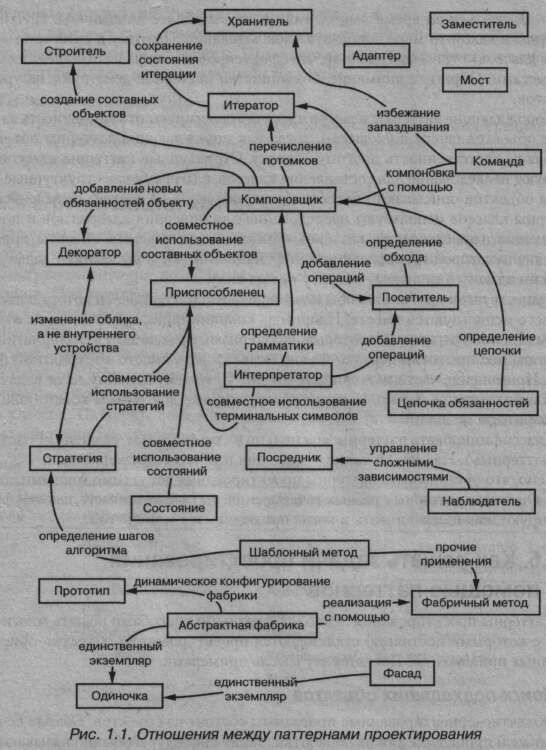 Хранитель
Заместитель
Строитель
сохранение
состояния
итерации
Адаптер
Мост
создание составных
объектов
Итератор
избежание
запаздывания
перечисление
потомков
Команда
компоновка
с помощью
добавление новых
обязанностей объекту
Компоновщик
совместное
использование
составных объектов
Декоратор
определение
обхода
добавление
операций
Приспособленец
Посетитель
изменение облика,
а не внутреннего
устройства
определение
грамматики
добавление
операций
определение
цепочки
Интерпретатор
совместное
использование
стратегий
совместное использование
терминальных символов
Цепочка обязанностей
Стратегия
совместное
использование
состояний
Посредник
управление
сложными
зависимостями
Состояние
Наблюдатель
определение шагов
алгоритма
Шаблонный метод
прочие
применения
Прототип
динамическое конфигурирование
фабрики
реализация
с помощью
Фабричный метод
Абстрактная фабрика
единственный
экземпляр
Фасад
единственный
экземпляр
Одиночка
Рис. 1.1. Отношения между паттернами проектирования